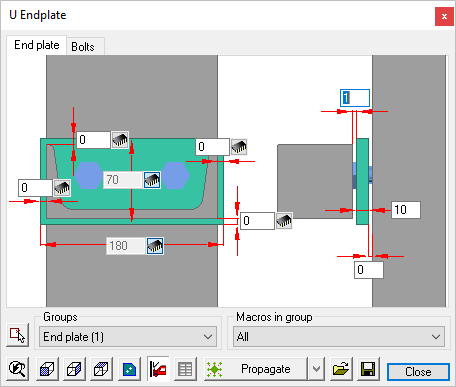 U Endplate
End plate Bolts
1
0
0
70
0
10
0
180
0
Groups Macros in group
End plate (1) All
Propagate Close